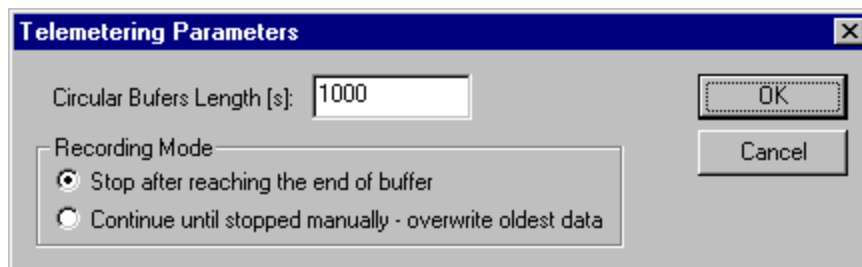 Telemetering Parameters
Circular Bufers Length [s]: 1000
OK
Recording Mode
Cancel
Stop after reaching the end of buffer
Continue until stopped manually - overwrite oldest data